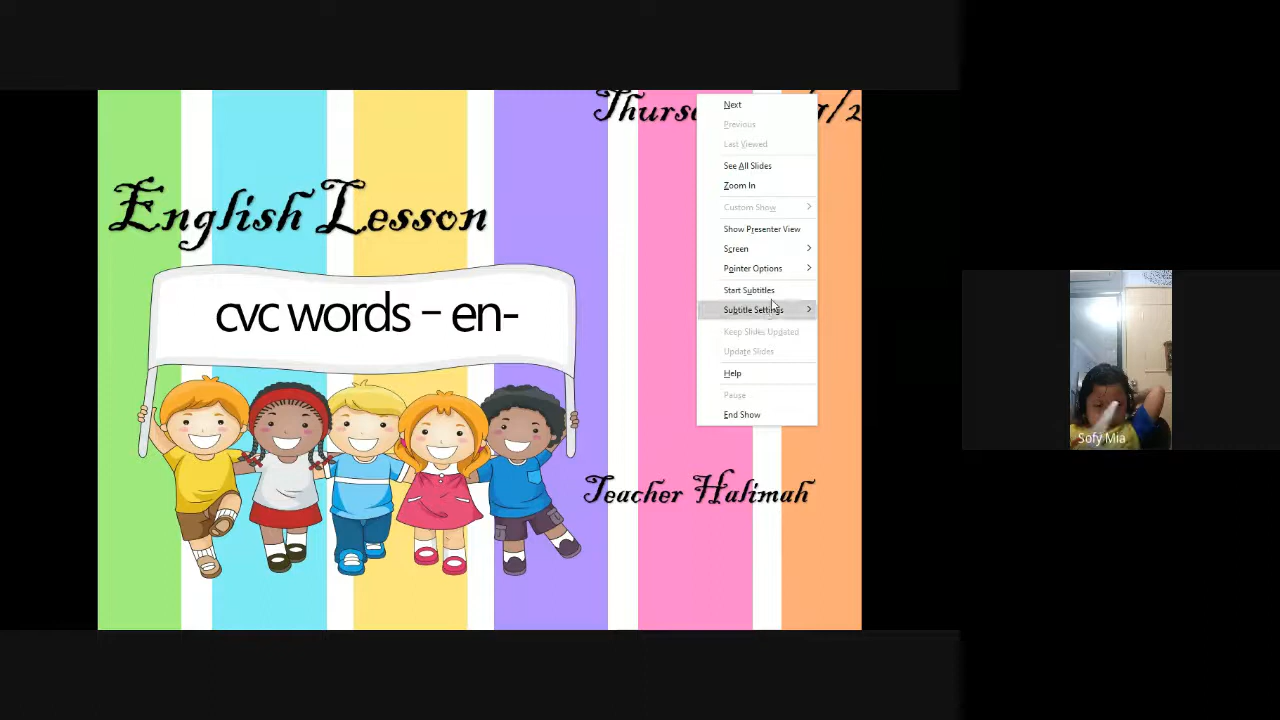 English Lesson
cvc words - en-
Teacher Halimah
Next
Previous
Last Viewed
See All Slides
Zoom In
Custom Show
Show Presenter View
Screen
Pointer Options
Start Subtitles
Subtitle Settings
Keep Slides Updated
Update Slides
Help
Pause
End Show
Sofy Mia